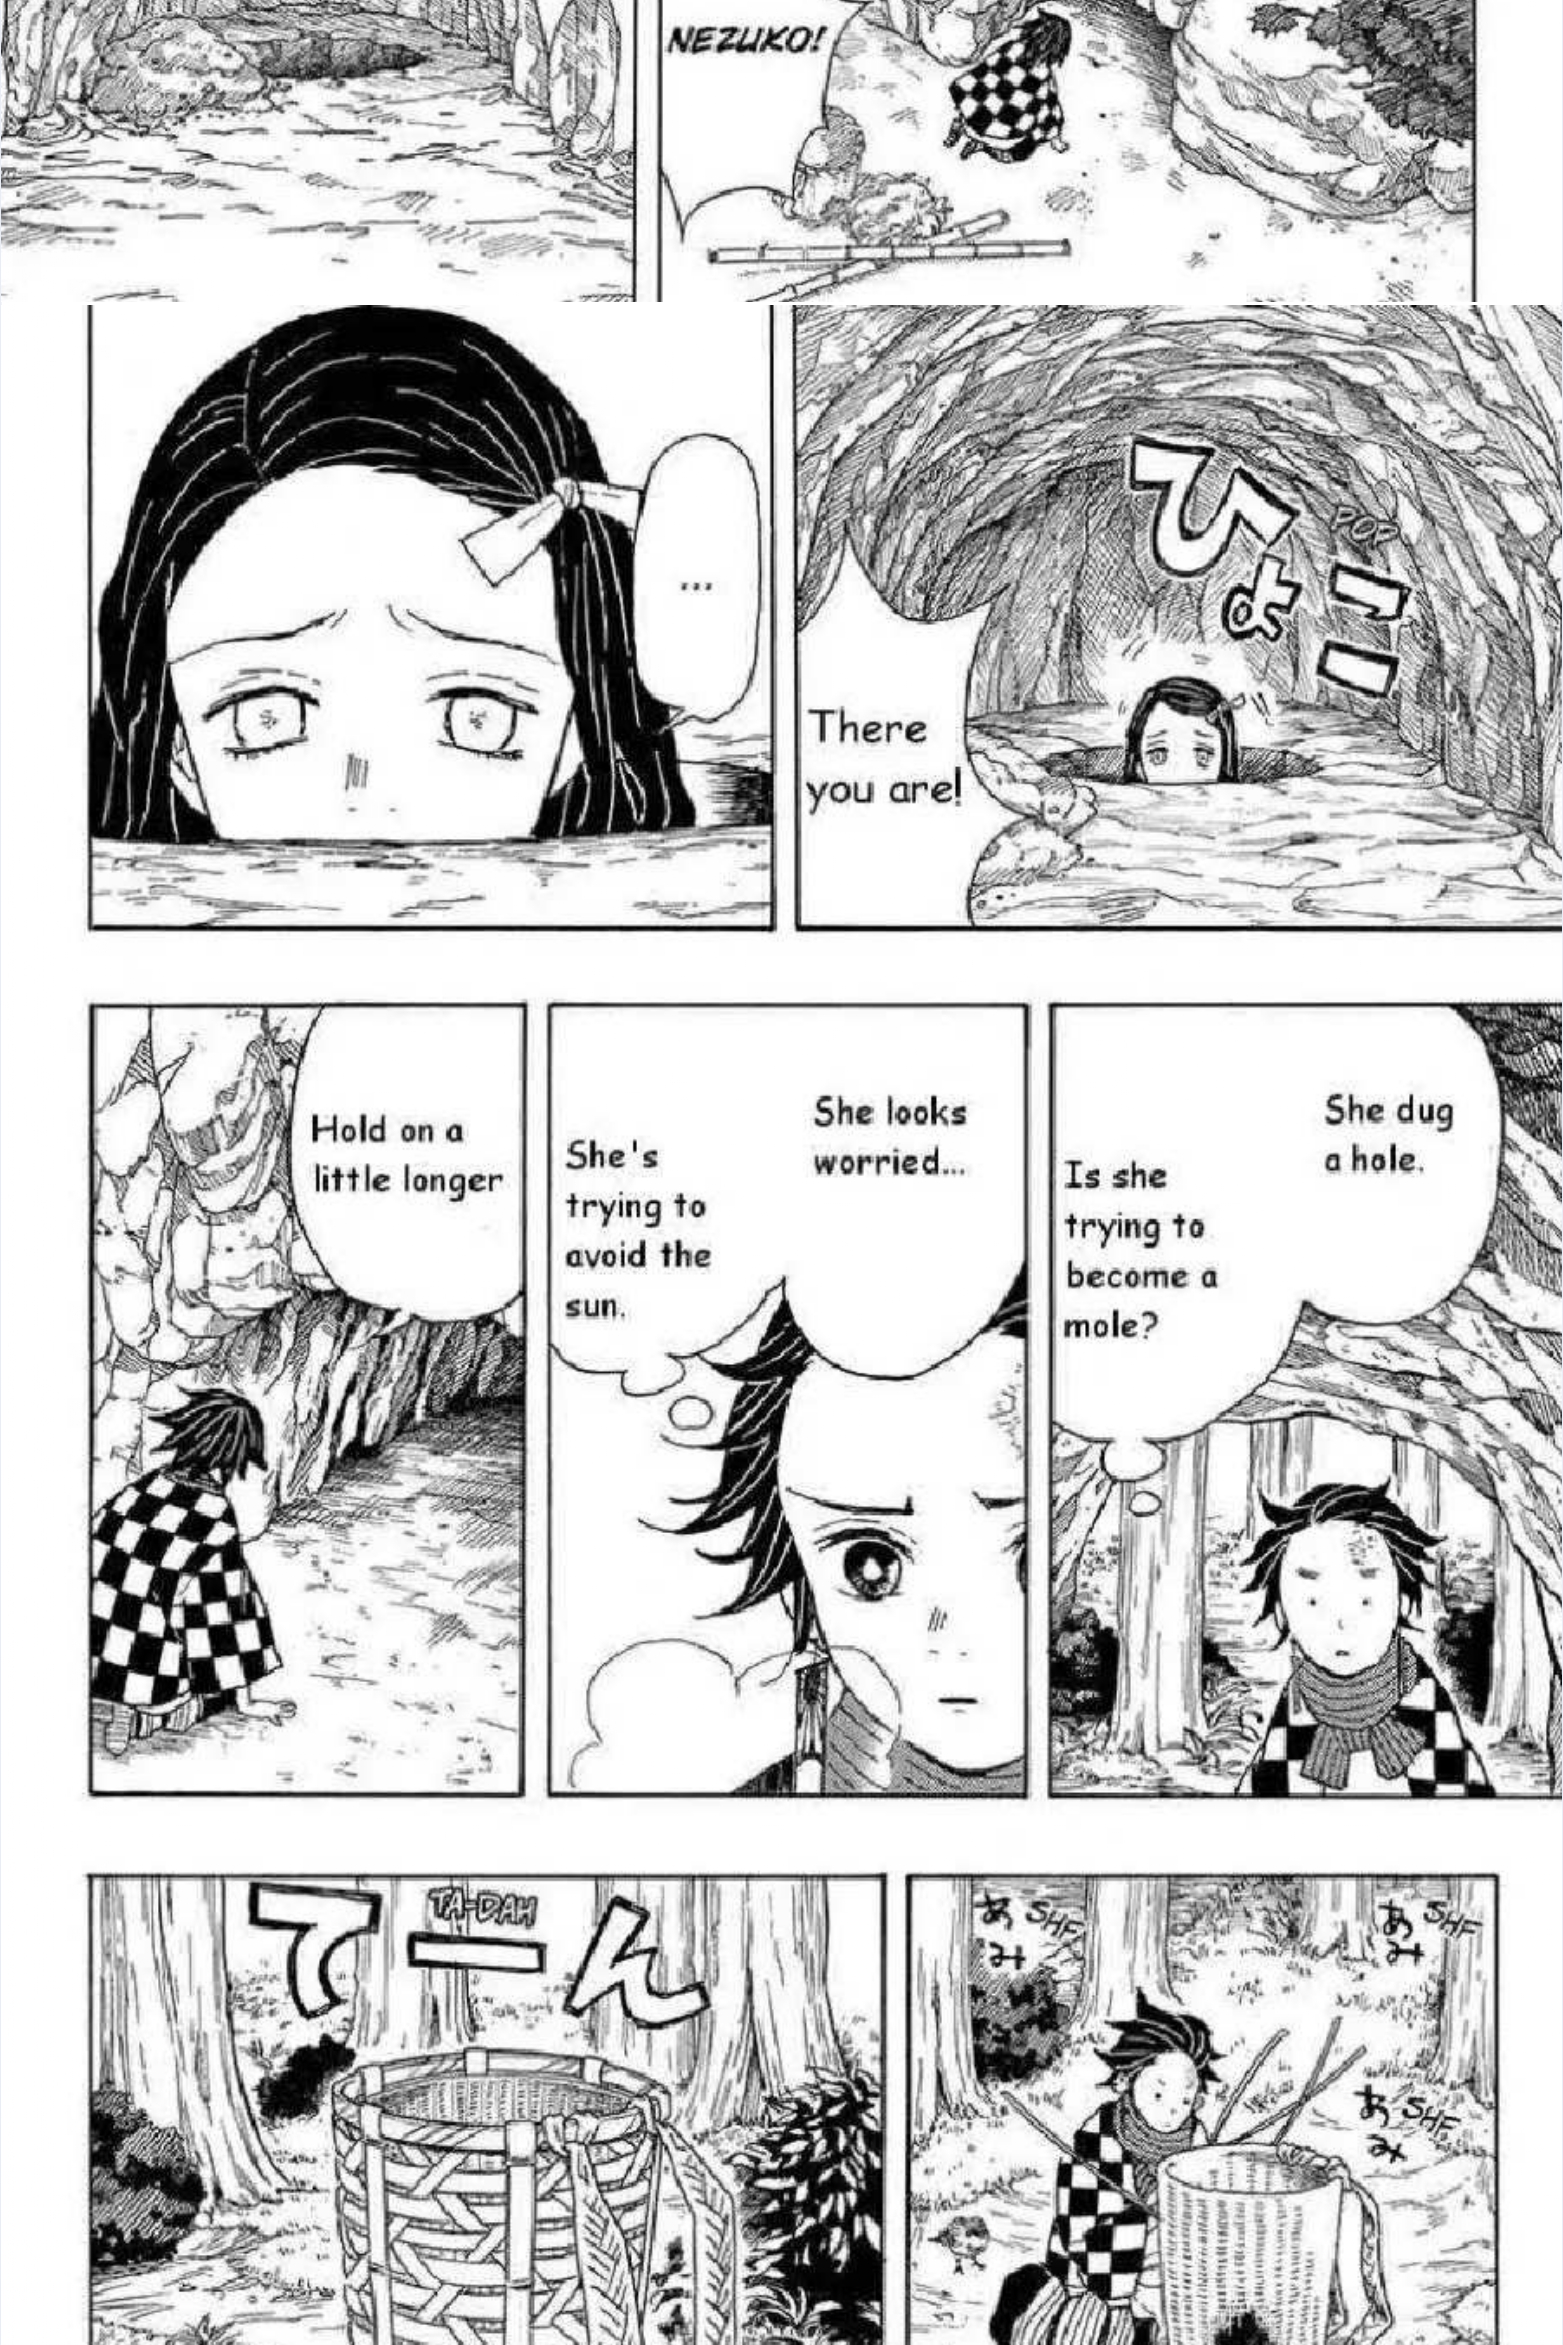 NEZUKO!
ひょこ
POP
There
you are!
...
She dug
a hole.
Is she
trying to
become a
mole?
She looks
worried...
She's
trying to
avoid the
sun.
Hold on a
little longer
あみ
SHF
あみ
SHF
あみ
SHF
てーん
TA-DAH